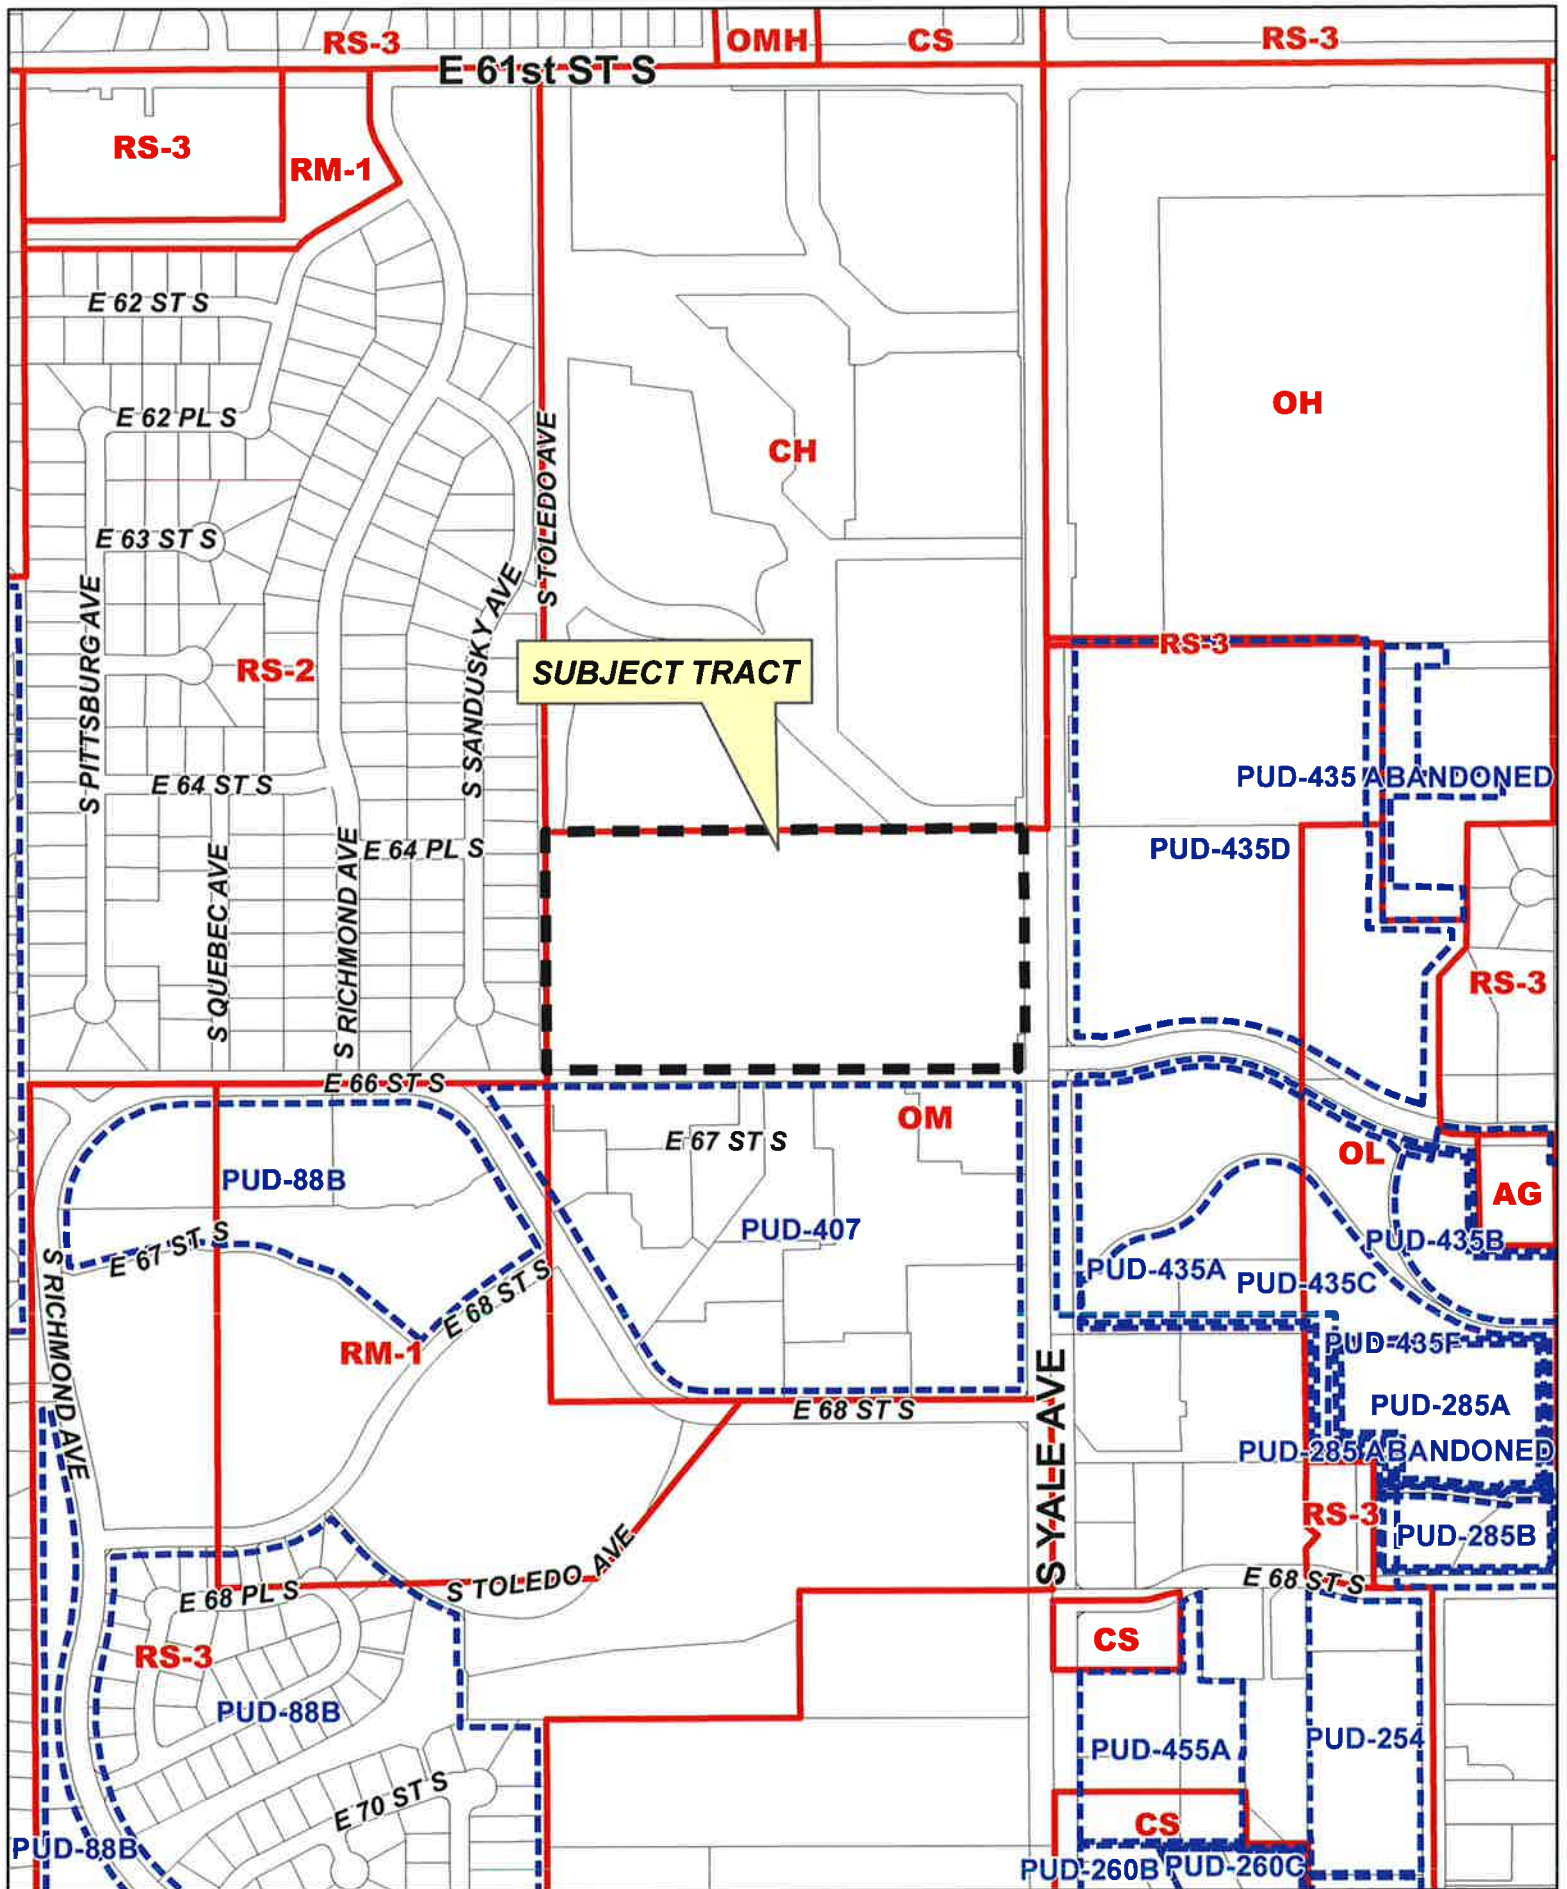 RS-3
OMH
CS
RS-3
E 61st ST S
RS-3
RM-1
E 62 ST S
E 62 PL S
OH
CH
S TOLEDO AVE
E 63 ST S
S PITTSBURG AVE
S SANDUSKY AVE
RS-3
RS-2
SUBJECT TRACT
E 64 ST S
PUD-435 ABANDONED
E 64 PL S
PUD-435D
S QUEBEC AVE
S RICHMOND AVE
RS-3
E 66 ST S
OM
E 67 ST S
OL
PUD-88B
AG
PUD-407
E 67 ST S
PUD-435B
PUD-435A
PUD-435C
S RICHMOND AVE
E 68 ST S
RM-1
PUD-435F
PUD-285A
E 68 ST S
S YALE AVE
PUD-285 ABANDONED
RS-3
PUD-285B
S TOLEDO AVE
E 68 ST S
E 68 PL S
CS
RS-3
PUD-88B
PUD-455A
PUD-254
E 70 ST S
CS
PUD-88B
PUD-260B
PUD-260C